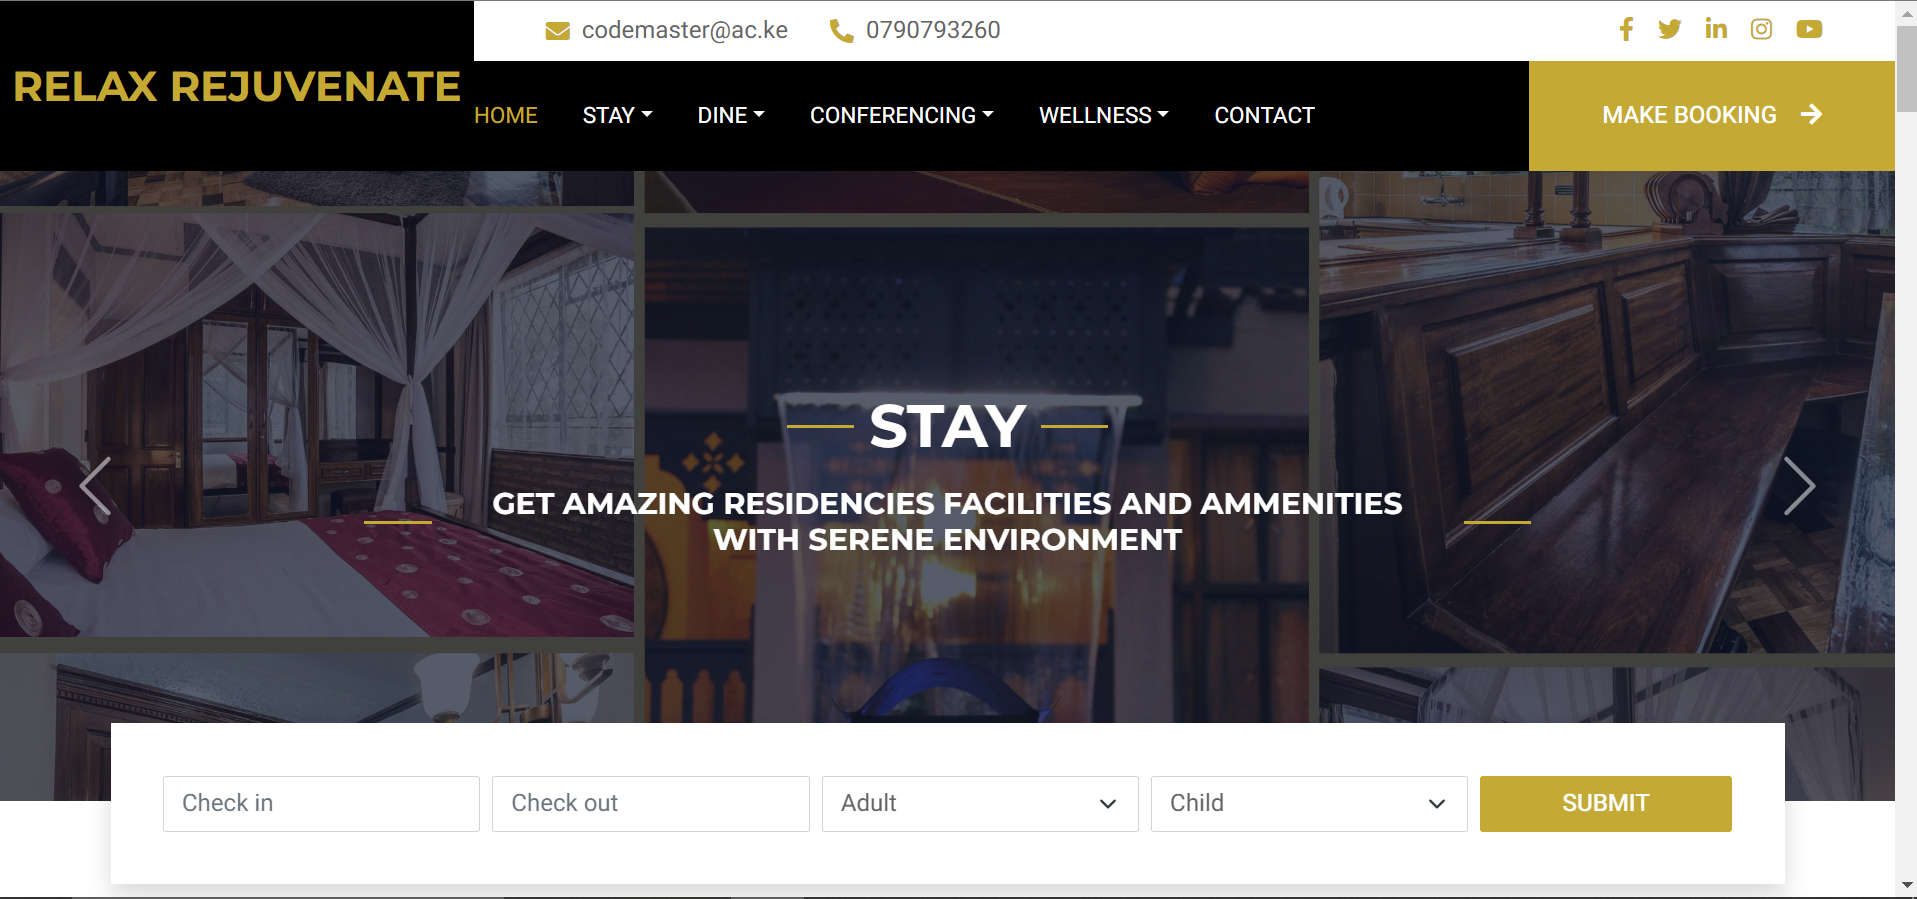 codemaster@ac.ke 0790793260
RELAX REJUVENATE
HOME STAY DINE CONFERENCING WELLNESS CONTACT MAKE BOOKING
STAY
GET AMAZING RESIDENCIES FACILITIES AND AMMENITIES
WITH SERENE ENVIRONMENT
Check in Check out Adult Child SUBMIT